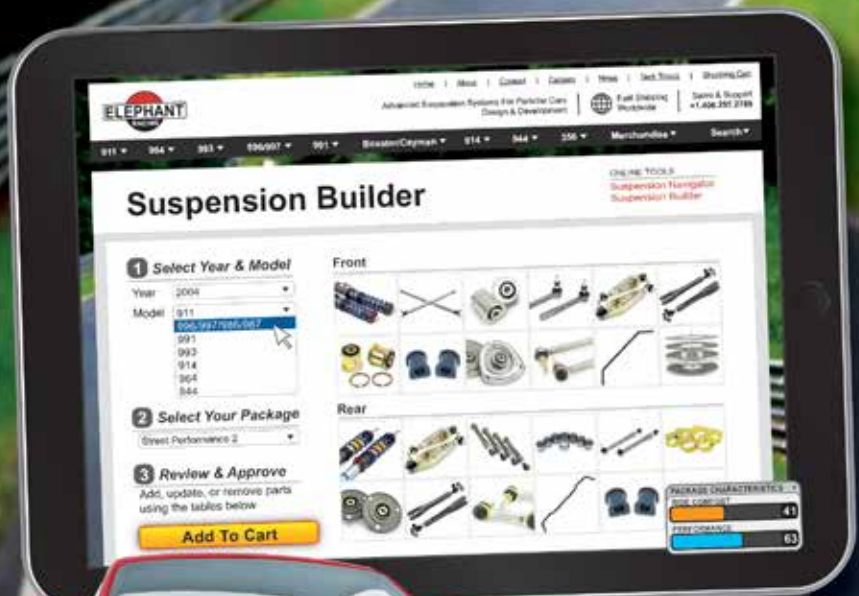 Home | About | Contact | Careers | News | Tech Topics | Shopping Cart
ELEPHANT
RACING
Advanced Suspension Systems For Porsche Cars
Design & Development
Fast Shipping
Worldwide
Sales & Support
911
964
993
996/997
991
Boxster/Cayman
914
944
356
Merchandise
Search
Suspension Builder
ONLINE TOOLS
Suspension Navigator
Suspension Builder
1 Select Year & Model
Year 2004
Model 911
996/997/986/987
991
993
914
964
944
2 Select Your Package
Street Performance 2
3 Review & Approve
Add, update, or remove parts
using the tables below
Add To Cart
Front
Rear
PACKAGE CHARACTERISTICS
RIDE COMFORT
41
PERFORMANCE
63